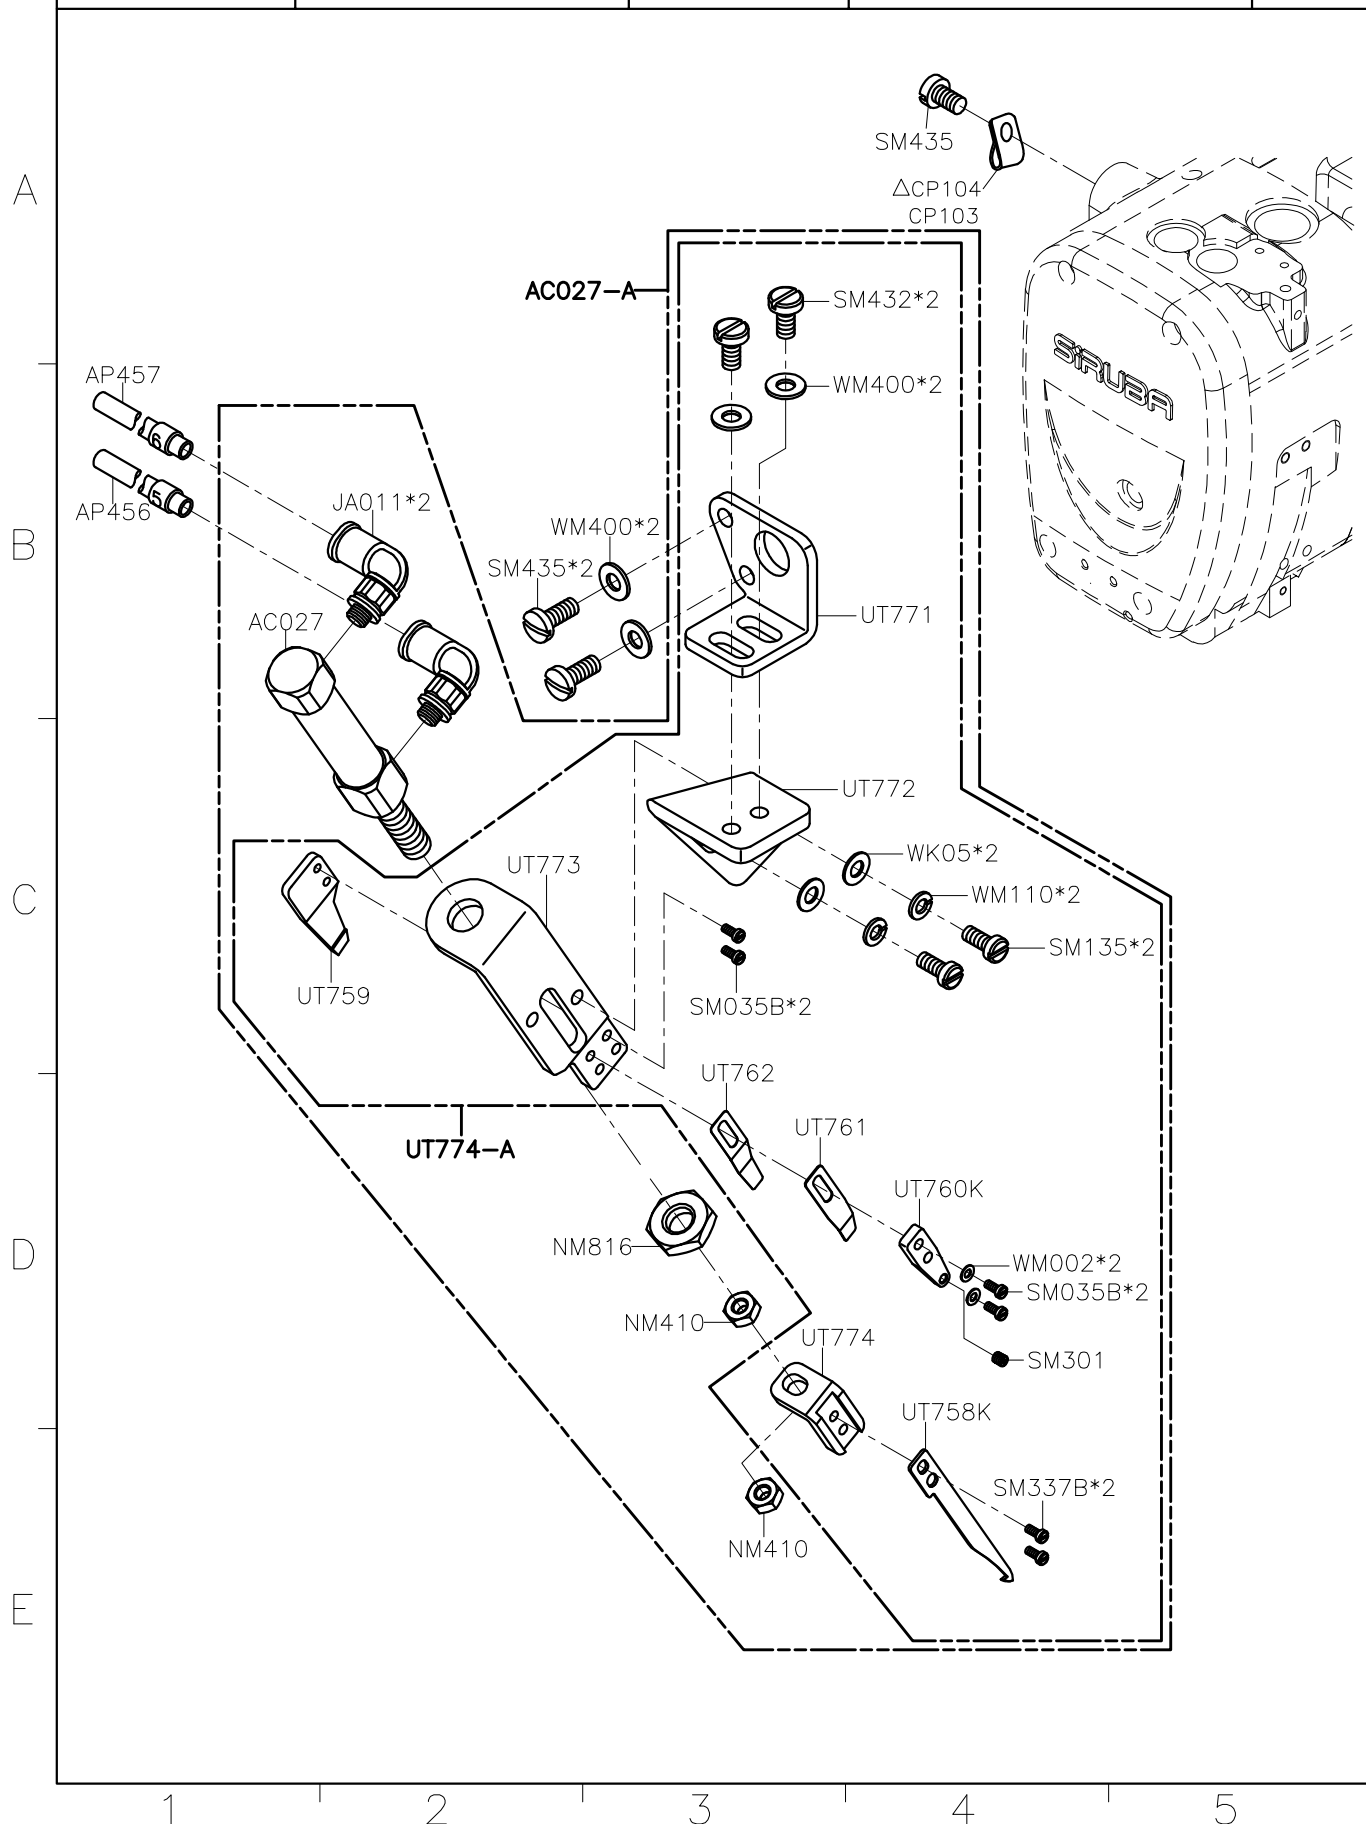 SM435
△CP104
CP103
A
AC027-A
SM432*2
SiRUBA
WM400*2
AP457
6
5
AP456
JA011*2
WM400*2
B
SM435*2
UT771
AC027
UT772
UT773
WK05*2
WM110*2
C
SM135*2
UT759
SM035B*2
UT762
UT761
UT774-A
UT760K
NM816
D
WM002*2
SM035B*2
NM410
UT774
SM301
UT758K
SM337B*2
NM410
E
1 2 3 4 5